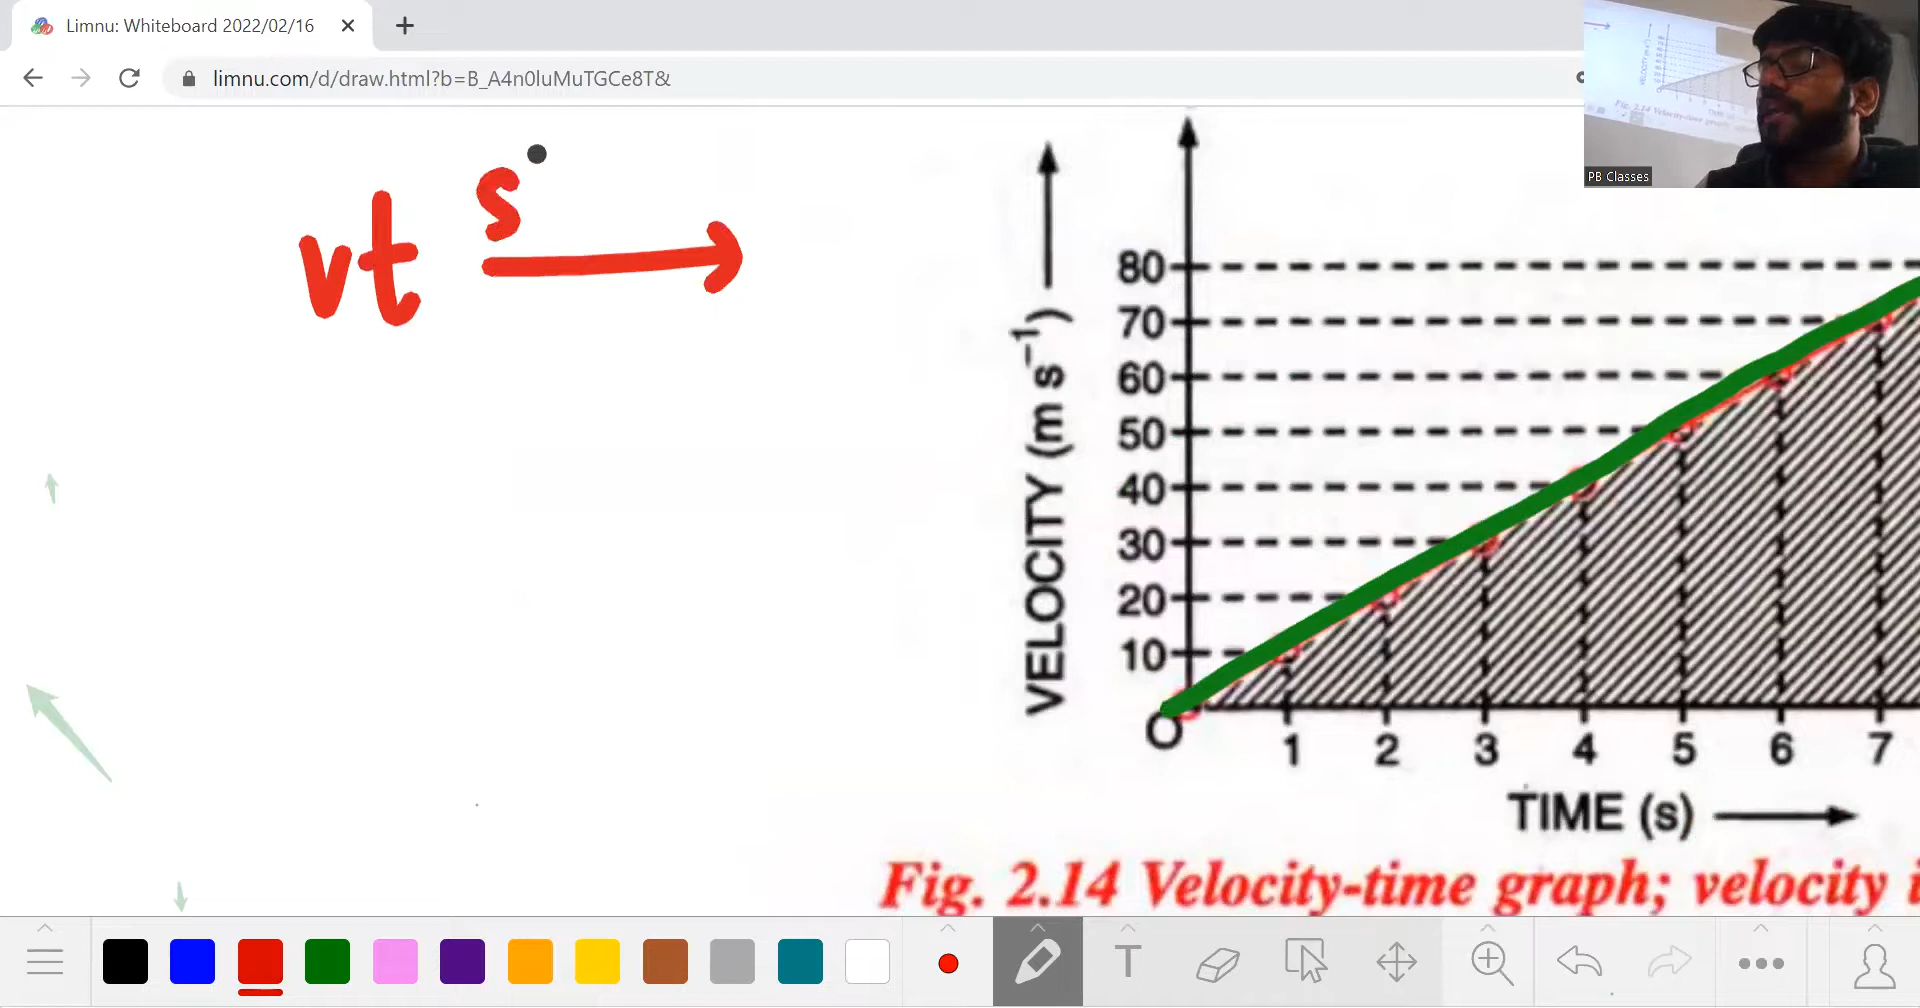 Limnu: Whiteboard 2022/02/16
limnu.com/d/draw.html?b=B_A4n0luMuTGCe8T&
PB Classes
vt s
VELOCITY (m s⁻¹)
80
70
60
50
40
30
20
10
O
1 2 3 4 5 6 7
TIME (s)
Fig. 2.14 Velocity-time graph; velocity i
T